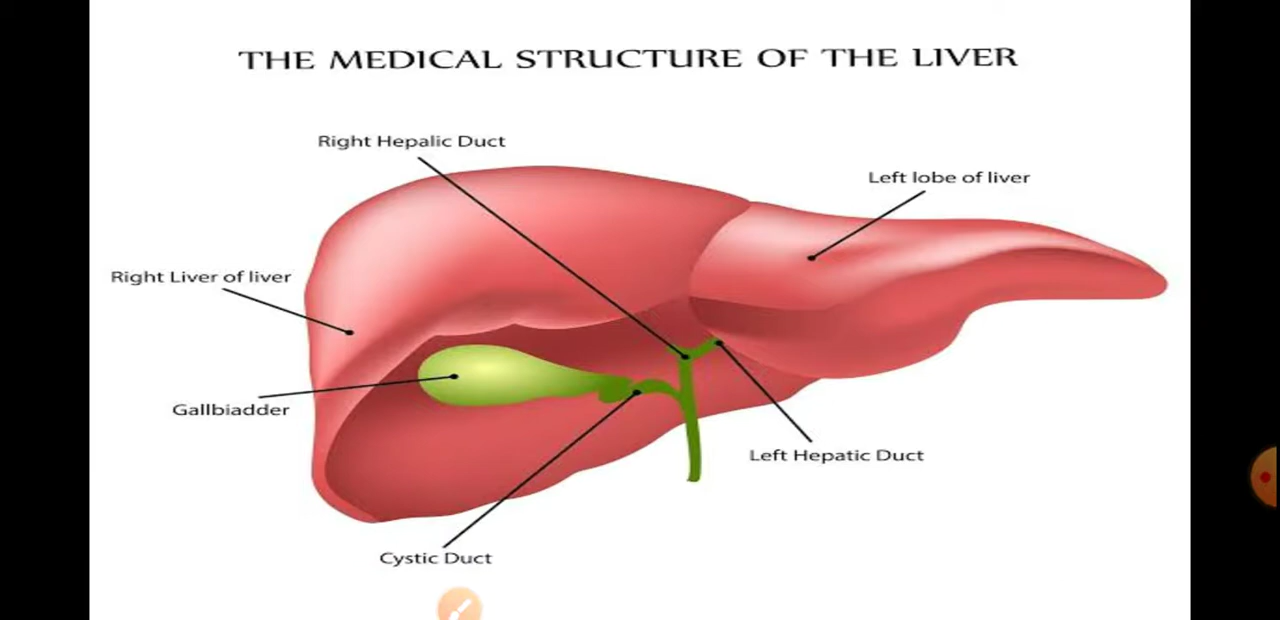 THE MEDICAL STRUCTURE OF THE LIVER
Right Hepalic Duct
Left lobe of liver
Right Liver of liver
Gallbiadder
Left Hepatic Duct
Cystic Duct